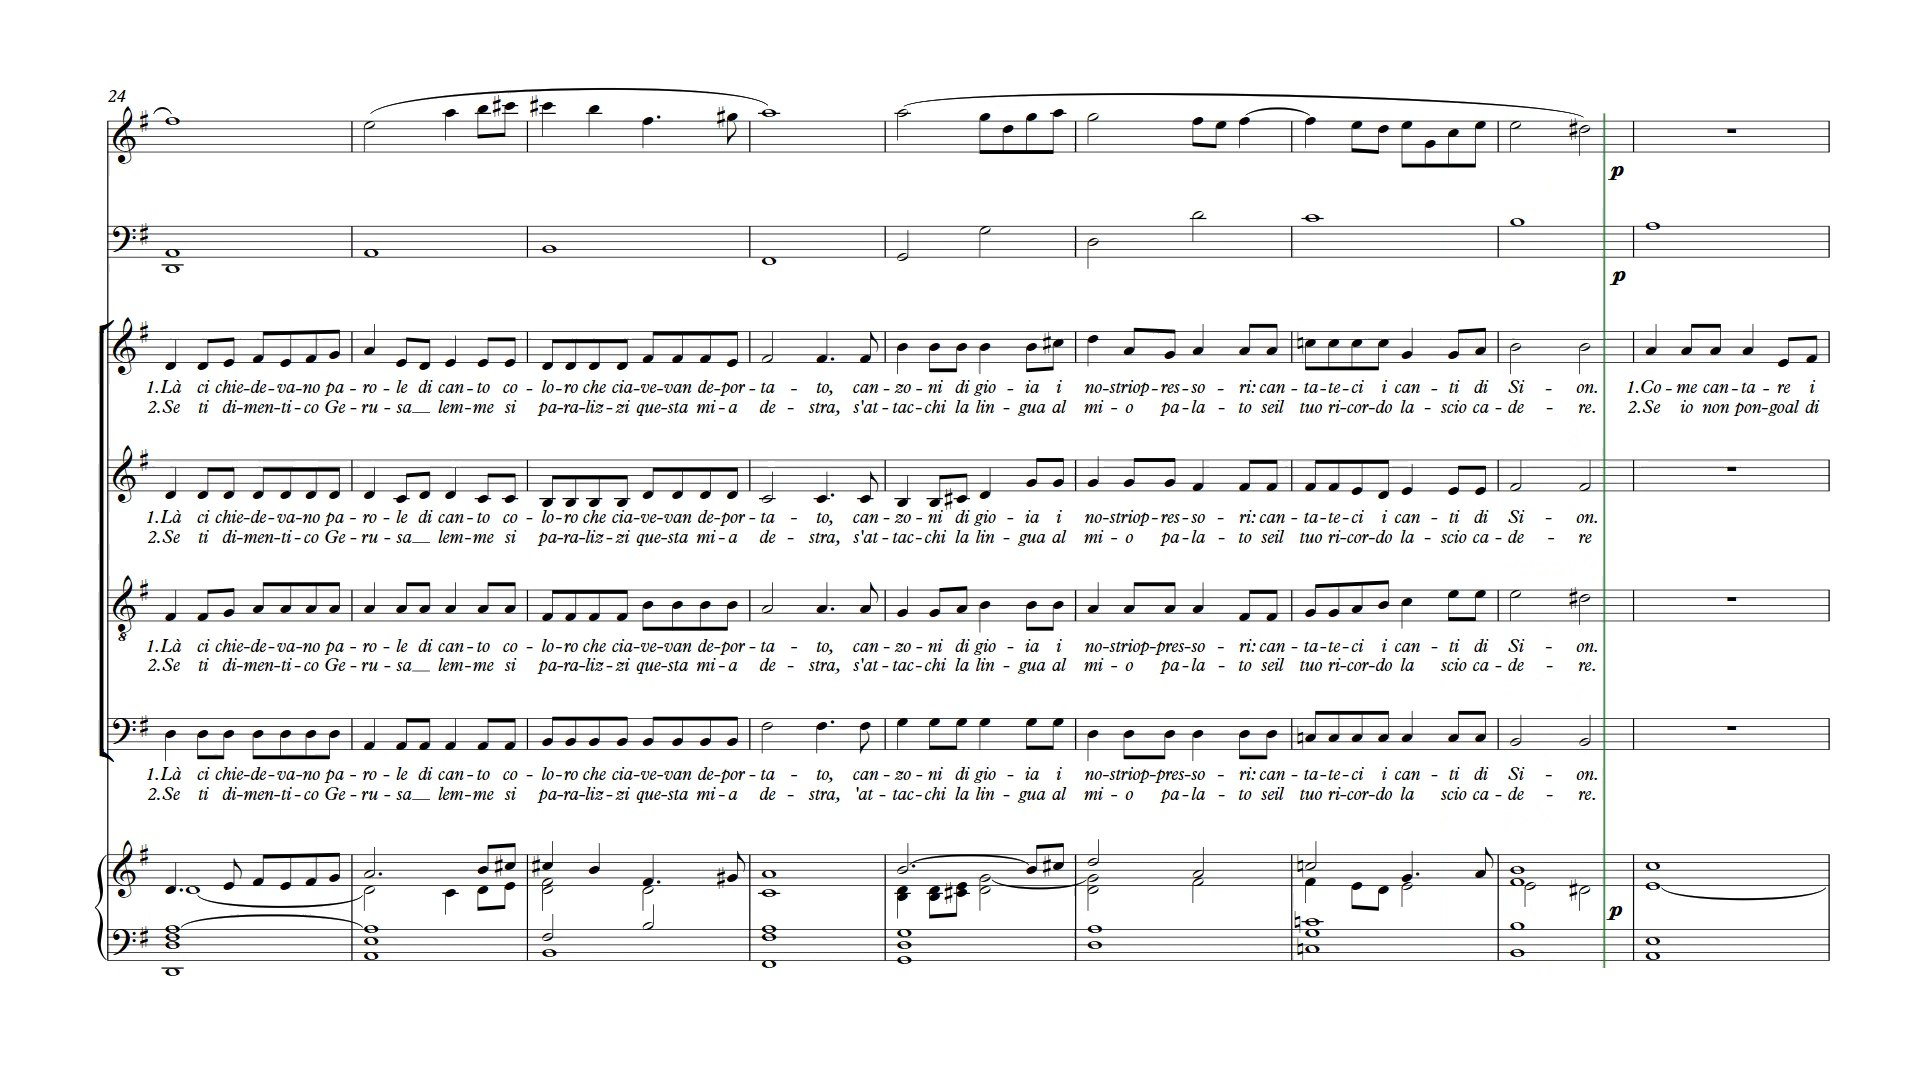 24
p
p
1.Là ci chie-de-va-no pa-ro-le di can-to co-lo-ro che cia-ve-van de-por-ta-to, can-zo-ni di gio-ia i no-striop-res-so-ri: can-ta-te-ci i can-ti di Si-on. 1.Co-me can-ta-re i
2.Se ti di-men-ti-co Ge-ru-sa__ lem-me si pa-ra-liz-zi que-sta mi-a de-stra, s'at-tac-chi la lin-gua al mi-o pa-la-to seil tuo ri-cor-do la-scio ca-de-re. 2.Se io non pon-goal di
1.Là ci chie-de-va-no pa-ro-le di can-to co-lo-ro che cia-ve-van de-por-ta-to, can-zo-ni di gio-ia i no-striop-res-so-ri: can-ta-te-ci i can-ti di Si-on.
2.Se ti di-men-ti-co Ge-ru-sa__ lem-me si pa-ra-liz-zi que-sta mi-a de-stra, s'at-tac-chi la lin-gua al mi-o pa-la-to seil tuo ri-cor-do la-scio ca-de-re
8
1.Là ci chie-de-va-no pa-ro-le di can-to co-lo-ro che cia-ve-van de-por-ta-to, can-zo-ni di gio-ia i no-striop-pres-so-ri: can-ta-te-ci i can-ti di Si-on.
2.Se ti di-men-ti-co Ge-ru-sa__ lem-me si pa-ra-liz-zi que-sta mi-a de-stra, s'at-tac-chi la lin-gua al mi-o pa-la-to seil tuo ri-cor-do la scio ca-de-re.
1.Là ci chie-de-va-no pa-ro-le di can-to co-lo-ro che cia-ve-van de-por-ta-to, can-zo-ni di gio-ia i no-striop-pres-so-ri: can-ta-te-ci i can-ti di Si-on.
2.Se ti di-men-ti-co Ge-ru-sa__ lem-me si pa-ra-liz-zi que-sta mi-a de-stra, 'at-tac-chi la lin-gua al mi-o pa-la-to seil tuo ri-cor-do la scio ca-de-re.
p